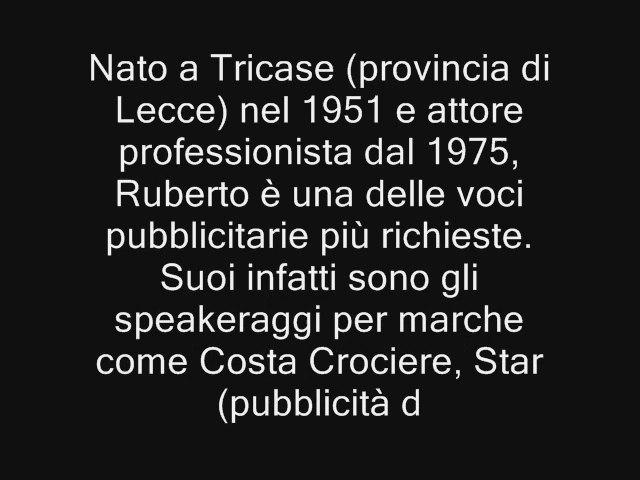 Nato a Tricase (provincia di
Lecce) nel 1951 e attore
professionista dal 1975,
Ruberto è una delle voci
pubblicitarie più richieste.
Suoi infatti sono gli
speakeraggi per marche
come Costa Crociere, Star
(pubblicità d